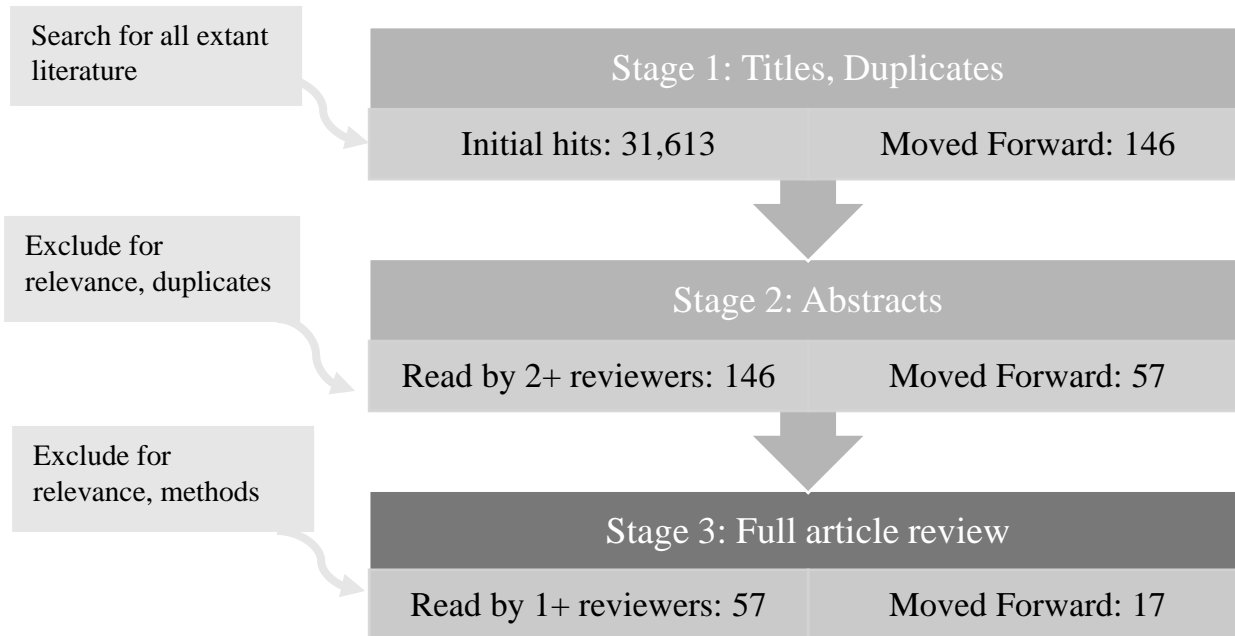 Search for all extant
literature
Stage 1: Titles, Duplicates
Initial hits: 31,613
Moved Forward: 146
Exclude for
relevance, duplicates
Stage 2: Abstracts
Read by 2+ reviewers: 146
Moved Forward: 57
Exclude for
relevance, methods
Stage 3: Full article review
Read by 1+ reviewers: 57
Moved Forward: 17